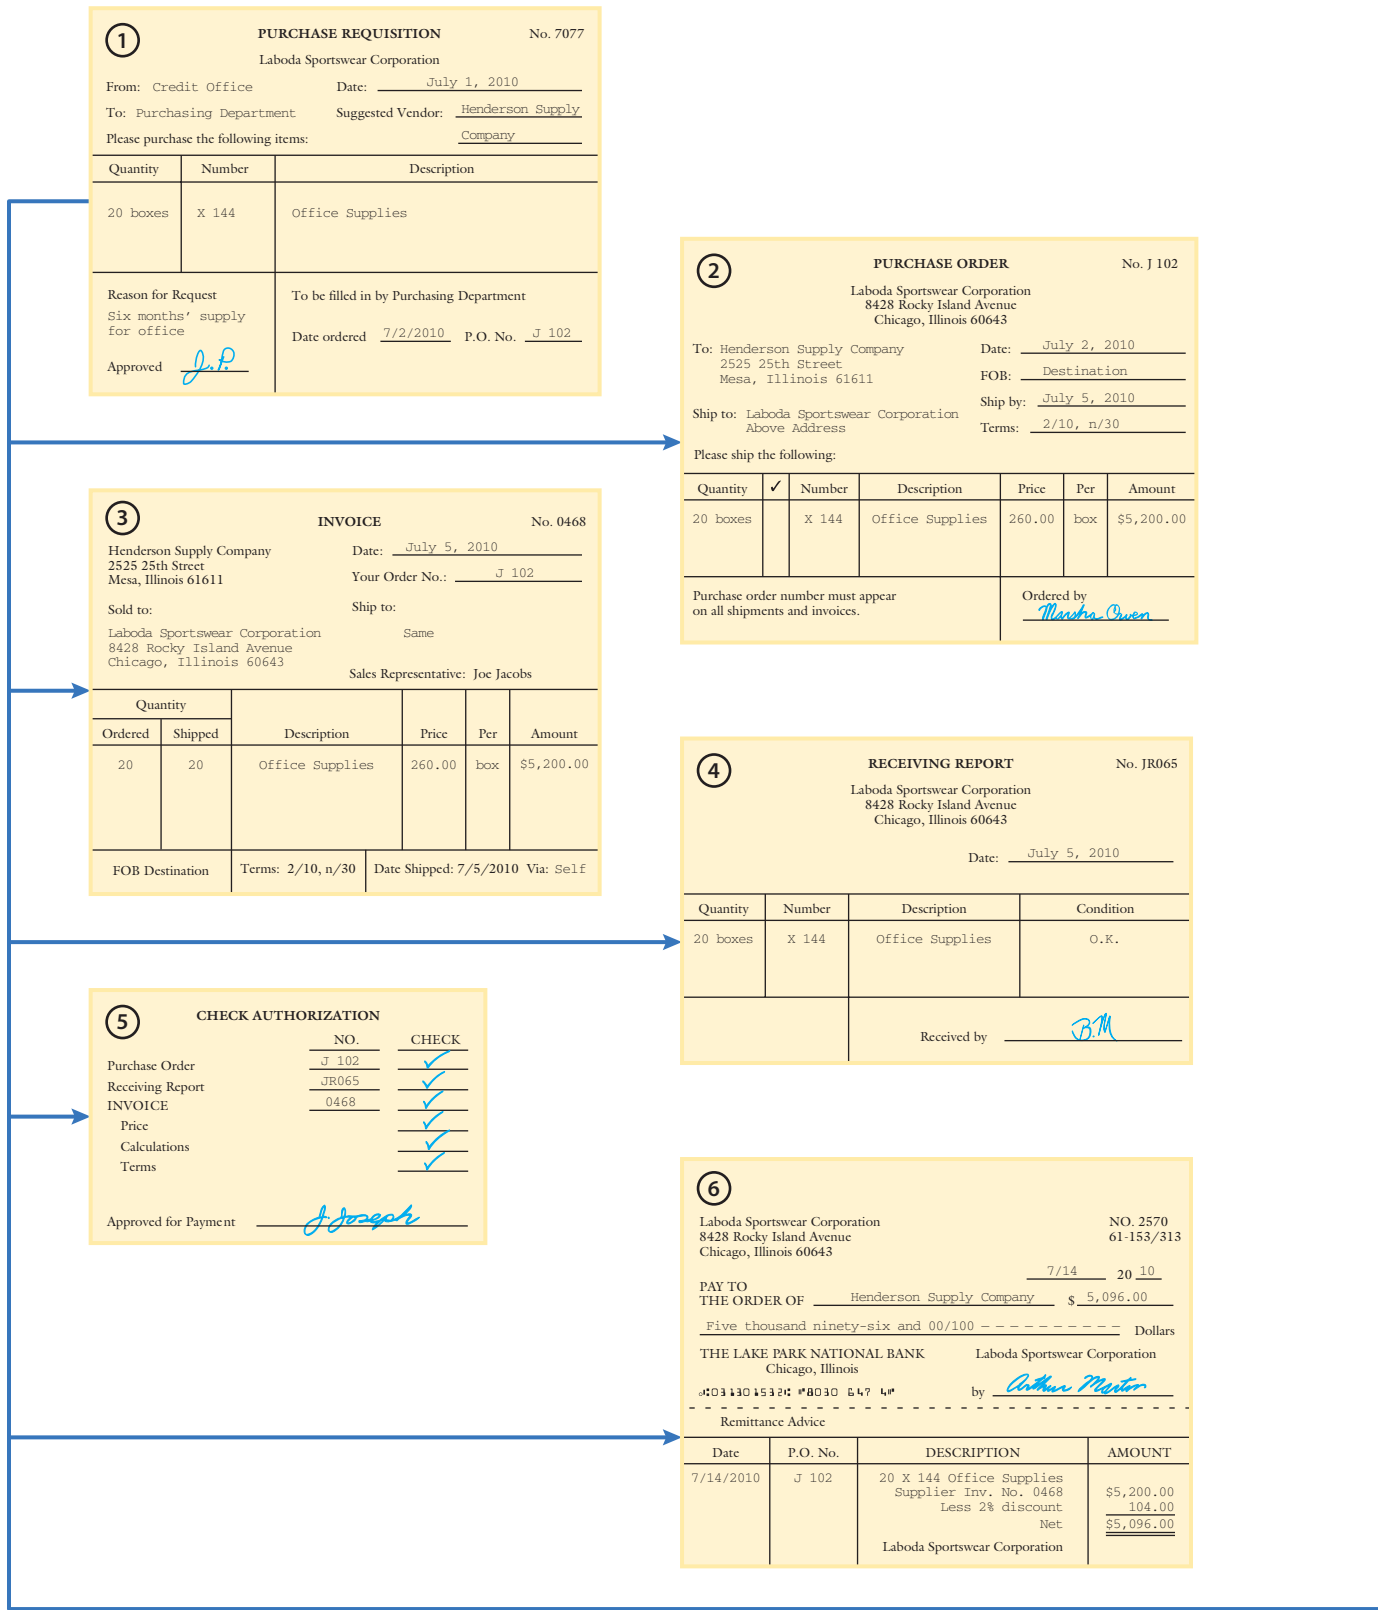 1
PURCHASE REQUISITION No. 7077
Laboda Sportswear Corporation
From: Credit Office Date: July 1, 2010
To: Purchasing Department Suggested Vendor: Henderson Supply
Please purchase the following items: Company
Quantity Number Description
20 boxes X 144 Office Supplies
Reason for Request To be filled in by Purchasing Department
Six months' supply
for office
Date ordered 7/2/2010 P.O. No. J 102
Approved J.P.
2
PURCHASE ORDER No. J 102
Laboda Sportswear Corporation
8428 Rocky Island Avenue
Chicago, Illinois 60643
To: Henderson Supply Company Date: July 2, 2010
2525 25th Street
Mesa, Illinois 61611 FOB: Destination
Ship by: July 5, 2010
Ship to: Laboda Sportswear Corporation
Above Address Terms: 2/10, n/30
Please ship the following:
Quantity ✓ Number Description Price Per Amount
20 boxes X 144 Office Supplies 260.00 box $5,200.00
Purchase order number must appear Ordered by
on all shipments and invoices. Marsha Owen
3
INVOICE No. 0468
Henderson Supply Company Date: July 5, 2010
2525 25th Street
Mesa, Illinois 61611 Your Order No.: J 102
Sold to: Ship to:
Laboda Sportswear Corporation Same
8428 Rocky Island Avenue
Chicago, Illinois 60643
Sales Representative: Joe Jacobs
Quantity
Ordered Shipped Description Price Per Amount
20 20 Office Supplies 260.00 box $5,200.00
FOB Destination Terms: 2/10, n/30 Date Shipped: 7/5/2010 Via: Self
4
RECEIVING REPORT No. JR065
Laboda Sportswear Corporation
8428 Rocky Island Avenue
Chicago, Illinois 60643
Date: July 5, 2010
Quantity Number Description Condition
20 boxes X 144 Office Supplies O.K.
Received by B.M
5
CHECK AUTHORIZATION
NO. CHECK
Purchase Order J 102 ✓
Receiving Report JR065 ✓
INVOICE 0468 ✓
Price ✓
Calculations ✓
Terms ✓
Approved for Payment J. Joseph
6
Laboda Sportswear Corporation NO. 2570
8428 Rocky Island Avenue 61-153/313
Chicago, Illinois 60643
7/14 20 10
PAY TO
THE ORDER OF Henderson Supply Company $ 5,096.00
Five thousand ninety-six and 00/100 – – – – – – – – – – Dollars
THE LAKE PARK NATIONAL BANK Laboda Sportswear Corporation
Chicago, Illinois
⑆031301532⑆ ⑈8030 647 4⑈ by Arthur Martin
Remittance Advice
Date P.O. No. DESCRIPTION AMOUNT
7/14/2010 J 102 20 X 144 Office Supplies
Supplier Inv. No. 0468 $5,200.00
Less 2% discount 104.00
Net $5,096.00
Laboda Sportswear Corporation